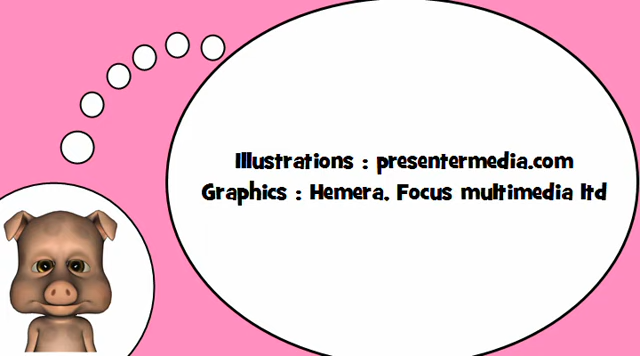 Illustrations : presentermedia.com
Graphics : Hemera. Focus multimedia ltd